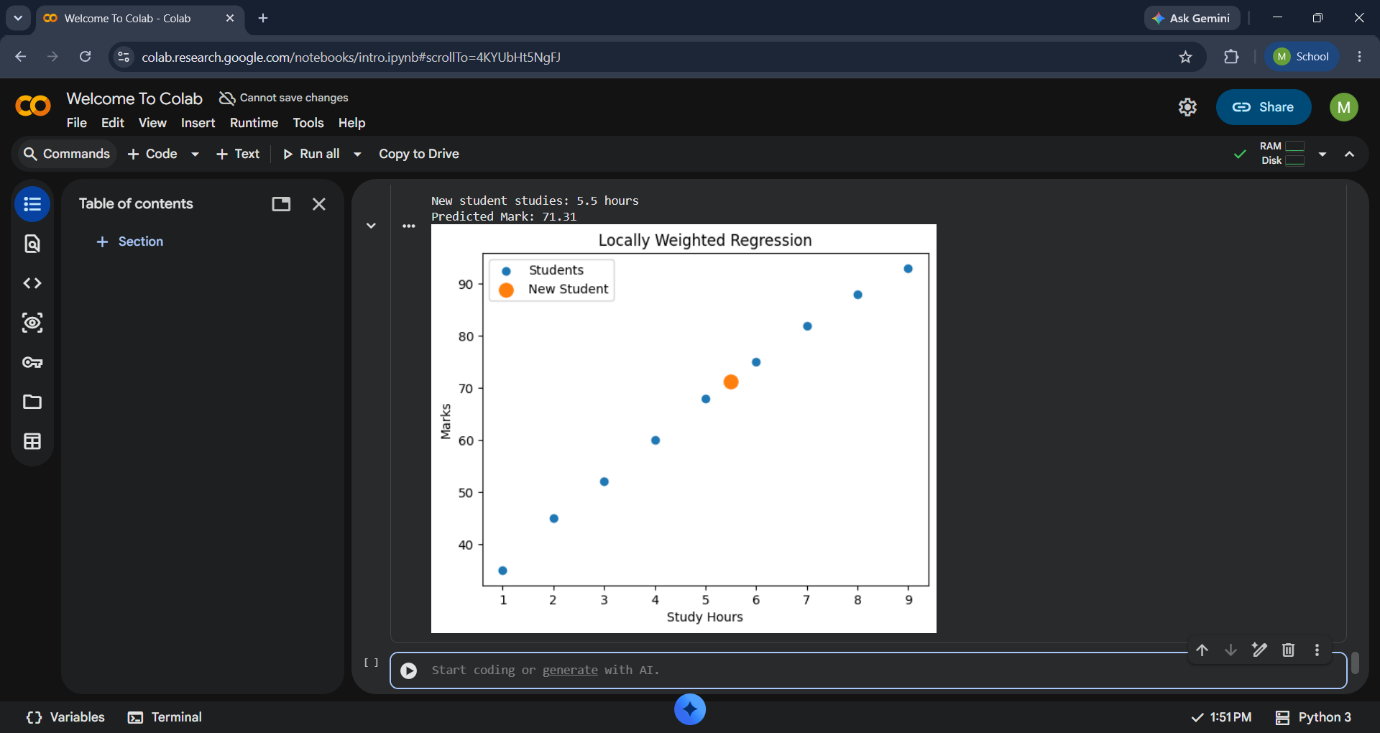 Welcome To Colab - Colab
Ask Gemini
colab.research.google.com/notebooks/intro.ipynb#scrollTo=4KYUbHt5NgFJ
M School
Welcome To Colab
Cannot save changes
File Edit View Insert Runtime Tools Help
Share
M
Commands + Code + Text Run all Copy to Drive
RAM
Disk
Table of contents
+ Section
New student studies: 5.5 hours
Predicted Mark: 71.31
Locally Weighted Regression
Students
New Student
90
80
70
60
50
40
Marks
1 2 3 4 5 6 7 8 9
Study Hours
[ ]
Start coding or generate with AI.
{} Variables
Terminal
1:51 PM
Python 3